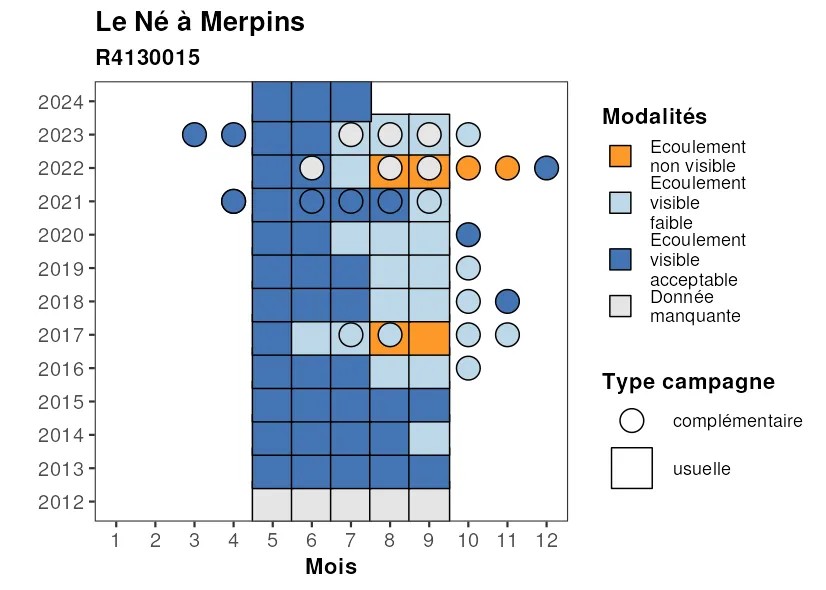 Le Né à Merpins
R4130015
2024
2023
2022
2021
2020
2019
2018
2017
2016
2015
2014
2013
2012
1 2 3 4 5 6 7 8 9 10 11 12
Mois
Modalités
Ecoulement
non visible
Ecoulement
visible
faible
Ecoulement
visible
acceptable
Donnée
manquante
Type campagne
complémentaire
usuelle